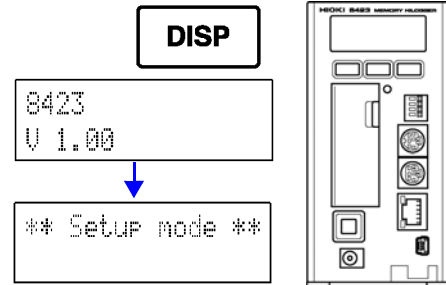 DISP
8423
V 1.00
** Setup mode **
HIOKI 8423 MEMORY HiLOGGER